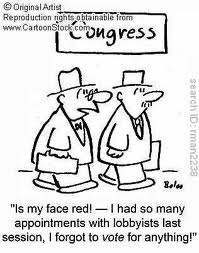 © Original Artist
Reproduction rights obtainable from
www.CartoonStock.com
Congress
"Is my face red! — I had so many
appointments with lobbyists last
session, I forgot to vote for anything!"
search ID: rman2238